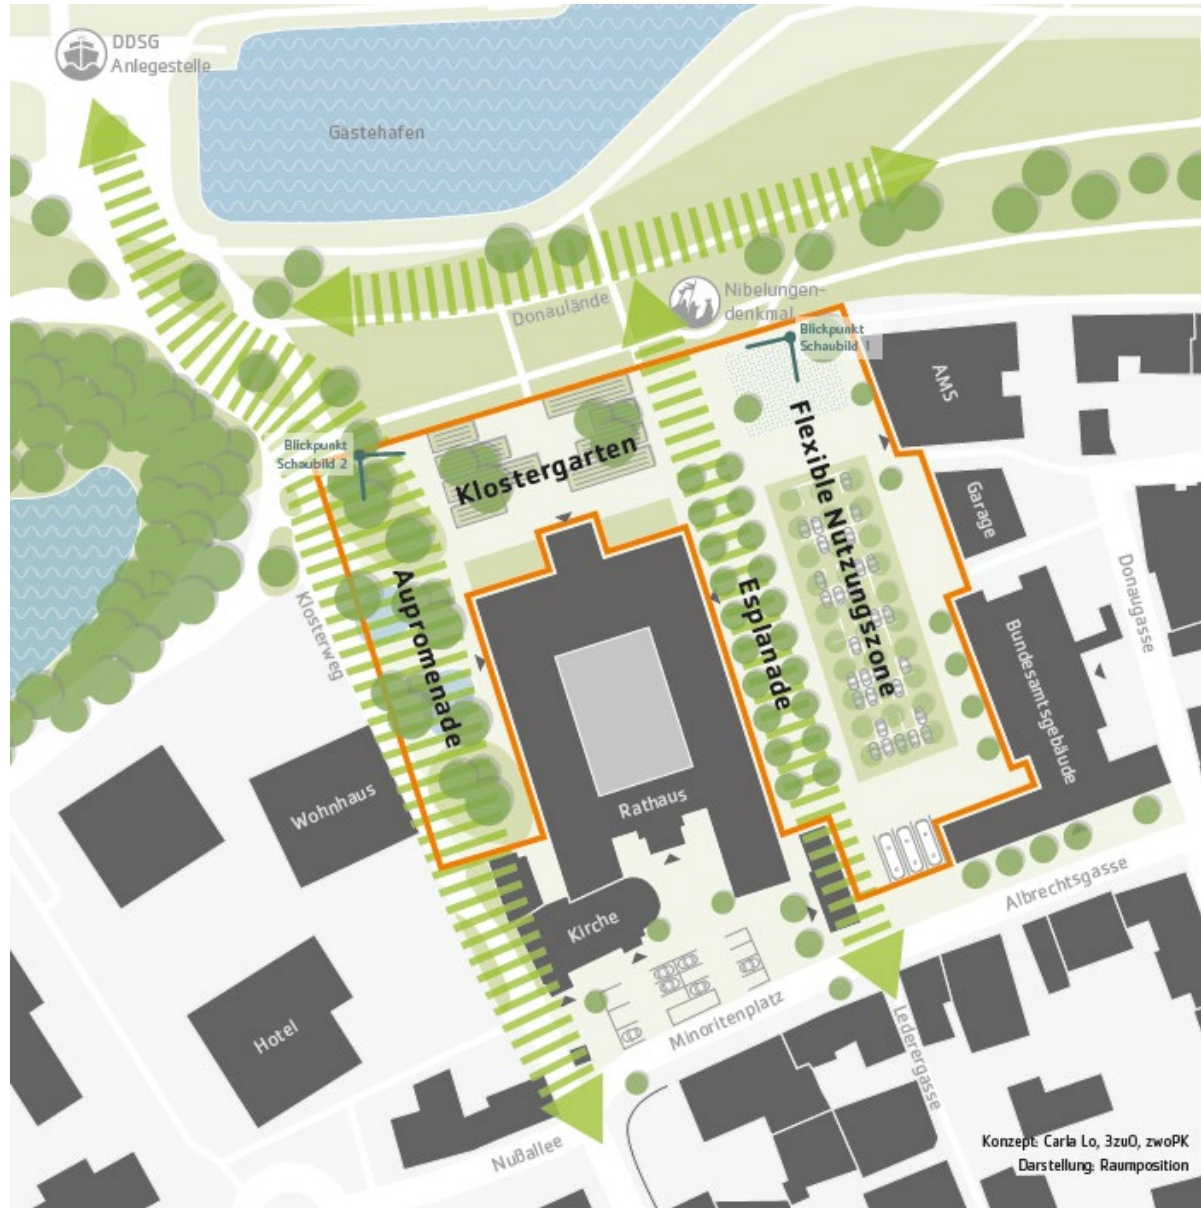 DDSG
Anlegestelle
Gästehafen
Donaulände
Nibelungen-
denkmal
Blickpunkt
Schaubild 1
AMS
Blickpunkt
Schaubild 2
Klostergarten
Flexible Nutzungszone
Garage
Donaugasse
Aupromenade
Esplanade
Klosterweg
Bundesamtsgebäude
Wohnhaus
Rathaus
Kirche
Albrechtsgasse
Hotel
Minoritenplatz
Lederergasse
Nußallee
Konzept: Carla Lo, 3zu0, zwoPK
Darstellung: Raumposition